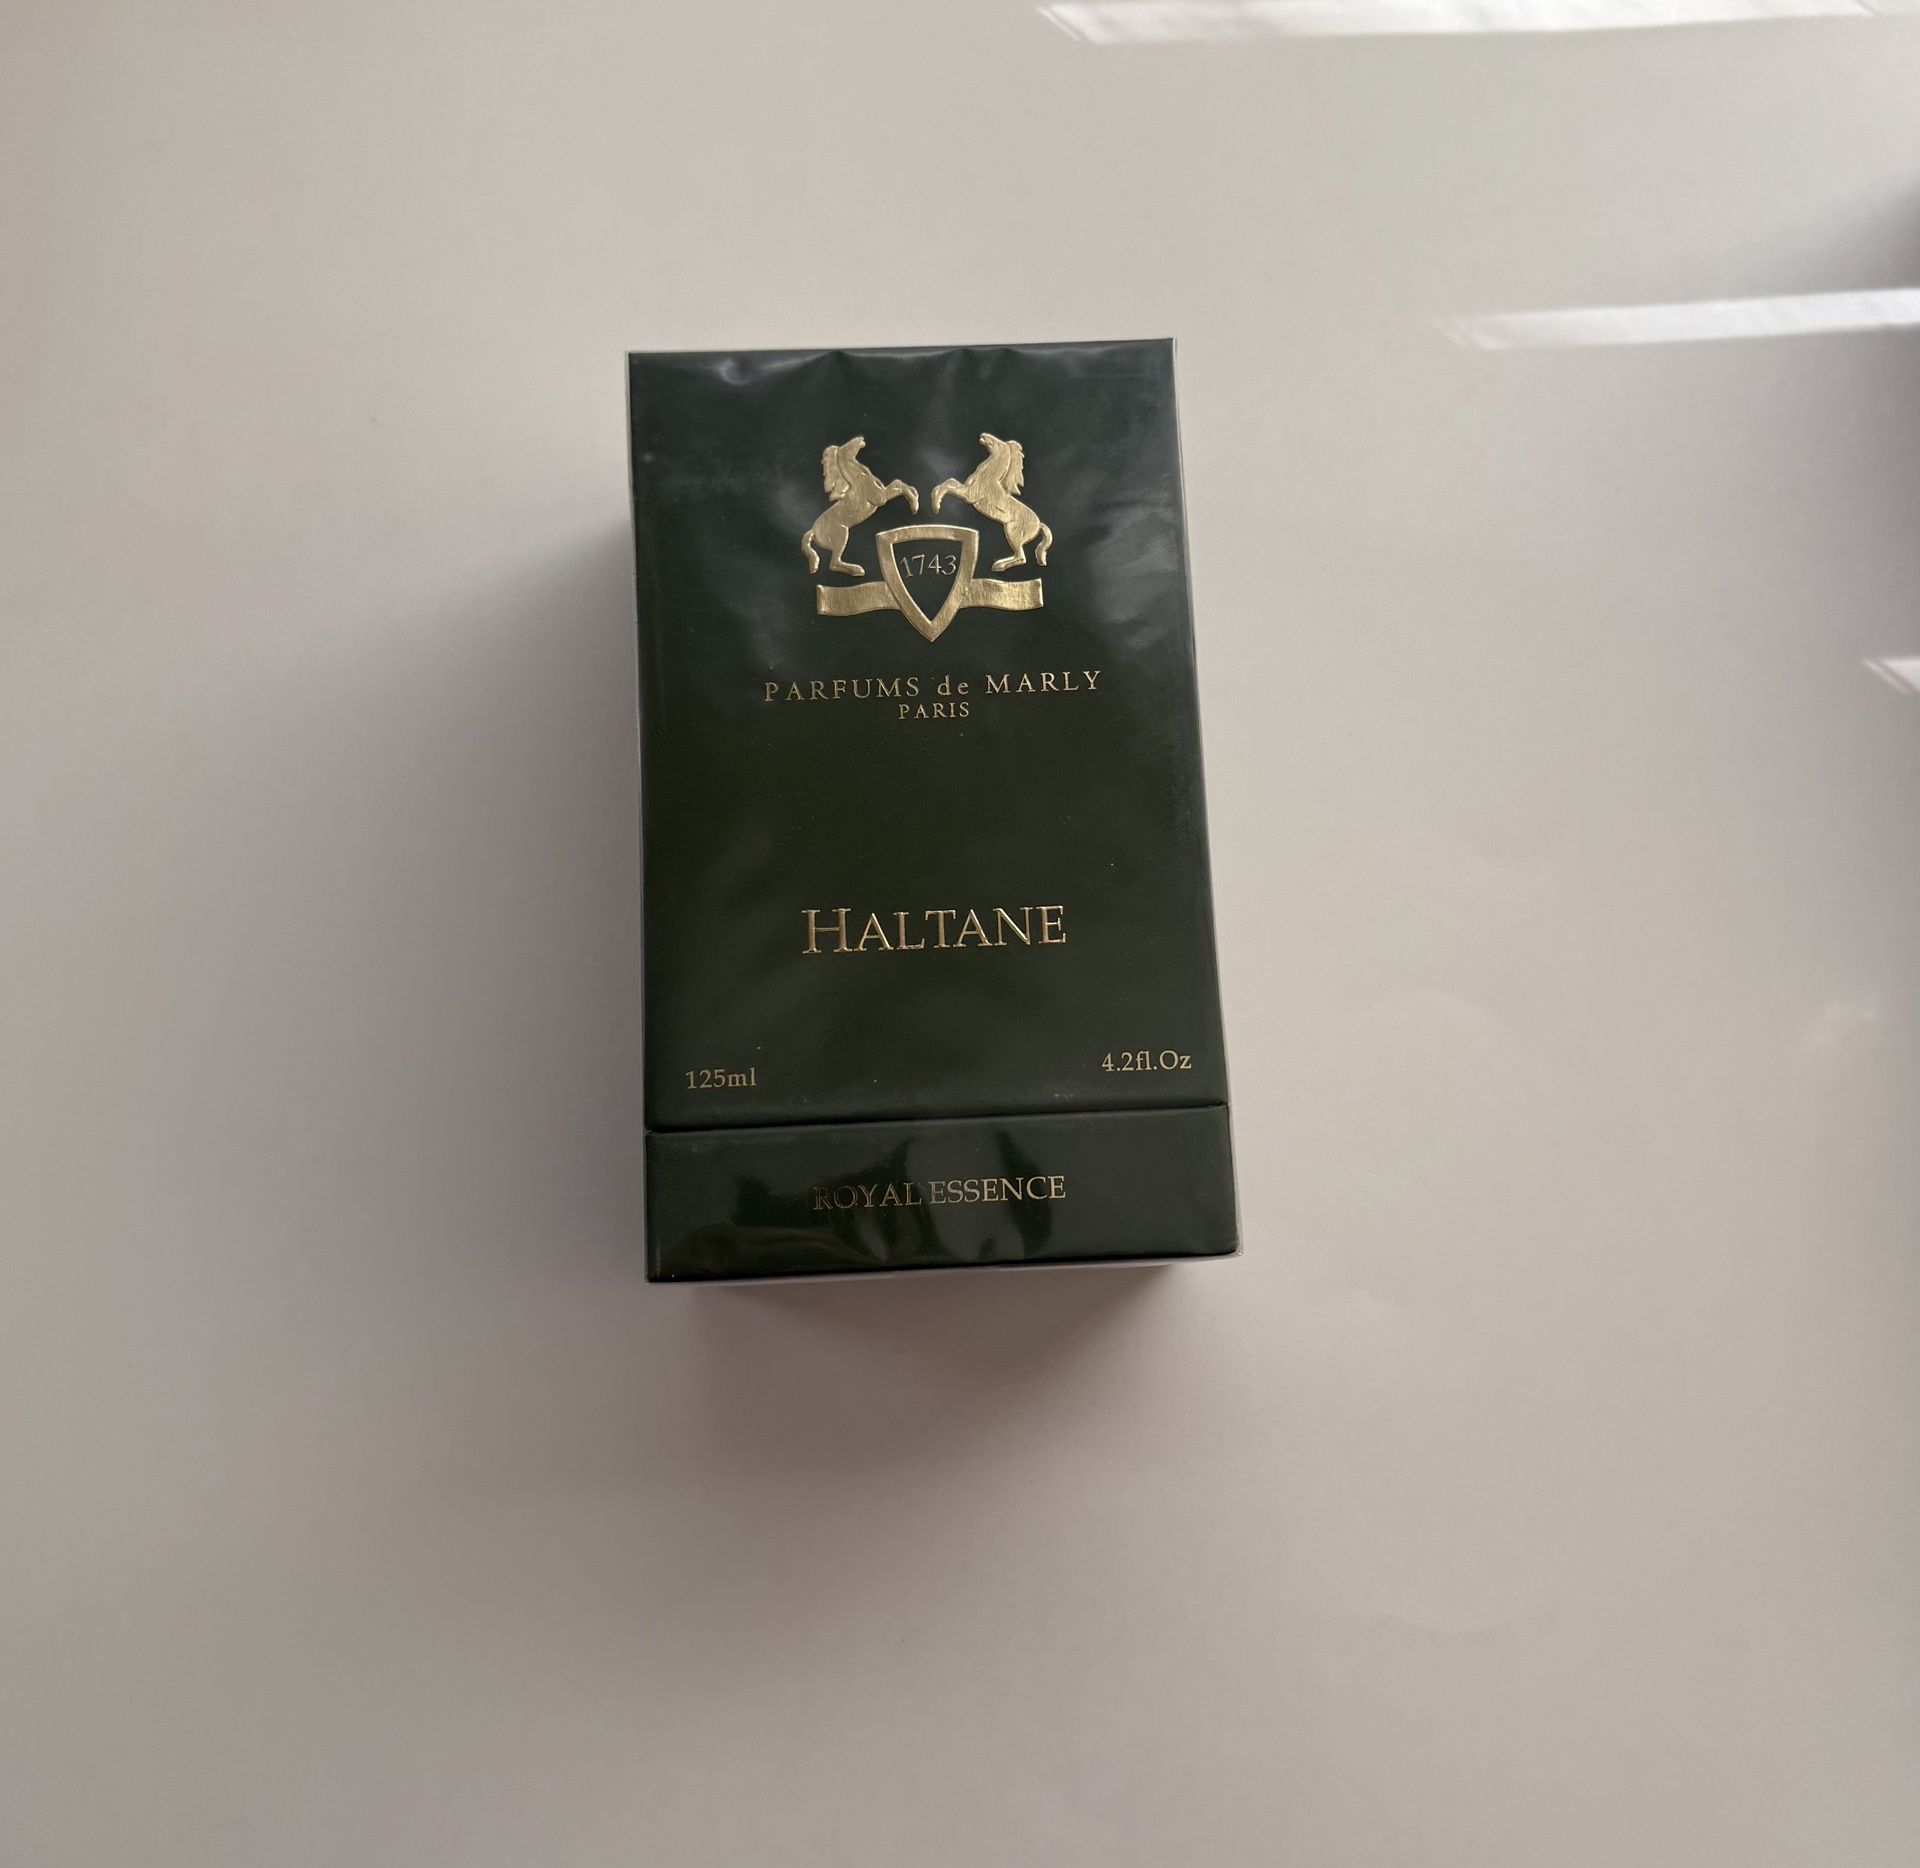 1743
PARFUMS de MARLY
PARIS
HALTANE
125ml 4.2fl.Oz
ROYAL ESSENCE